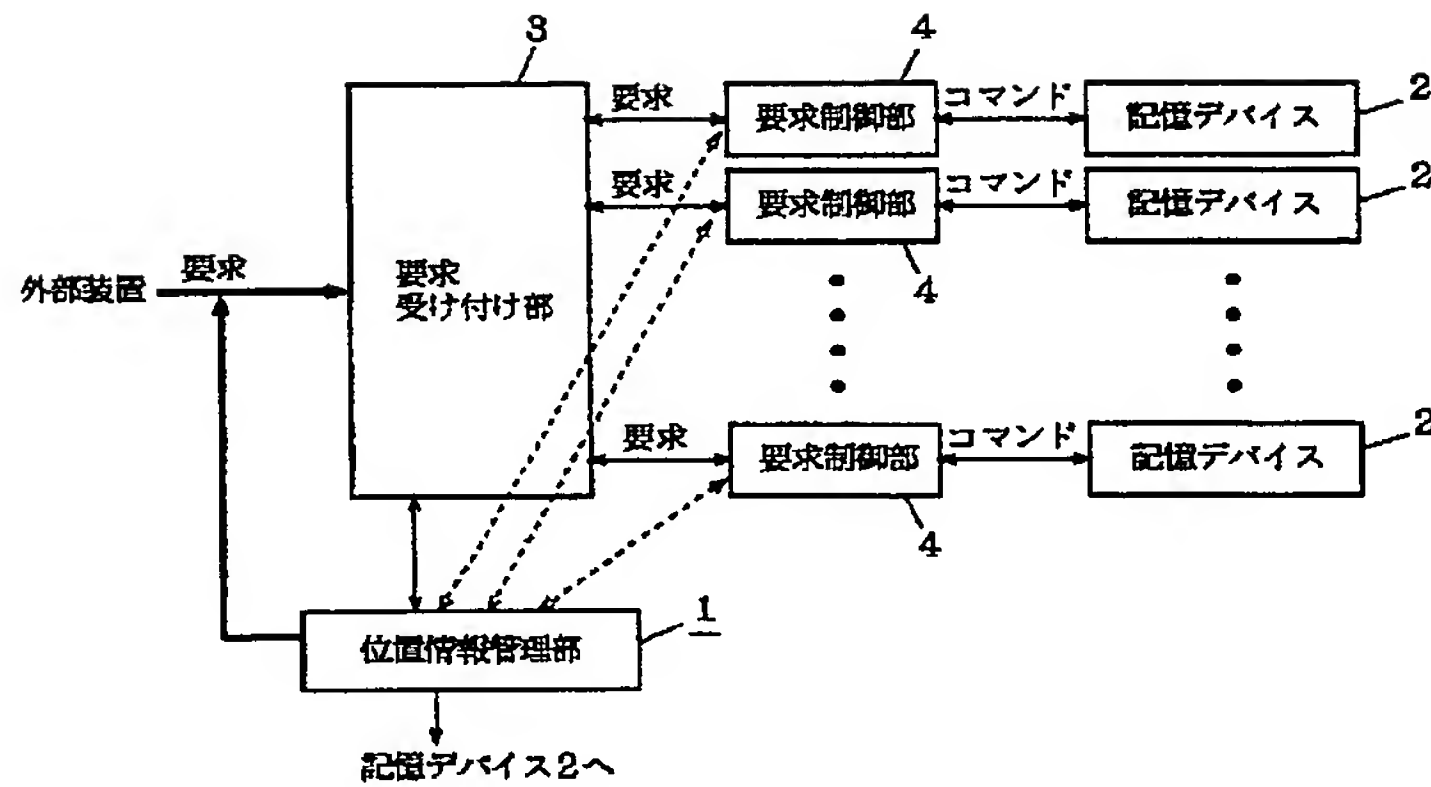 3
4
要求
要求制御部
コマンド
記憶デバイス
2
要求
要求制御部
コマンド
記憶デバイス
2
4
外部装置
要求
要求
受け付け部
要求
要求制御部
コマンド
記憶デバイス
2
4
位置情報管理部
1
記憶デバイス2へ